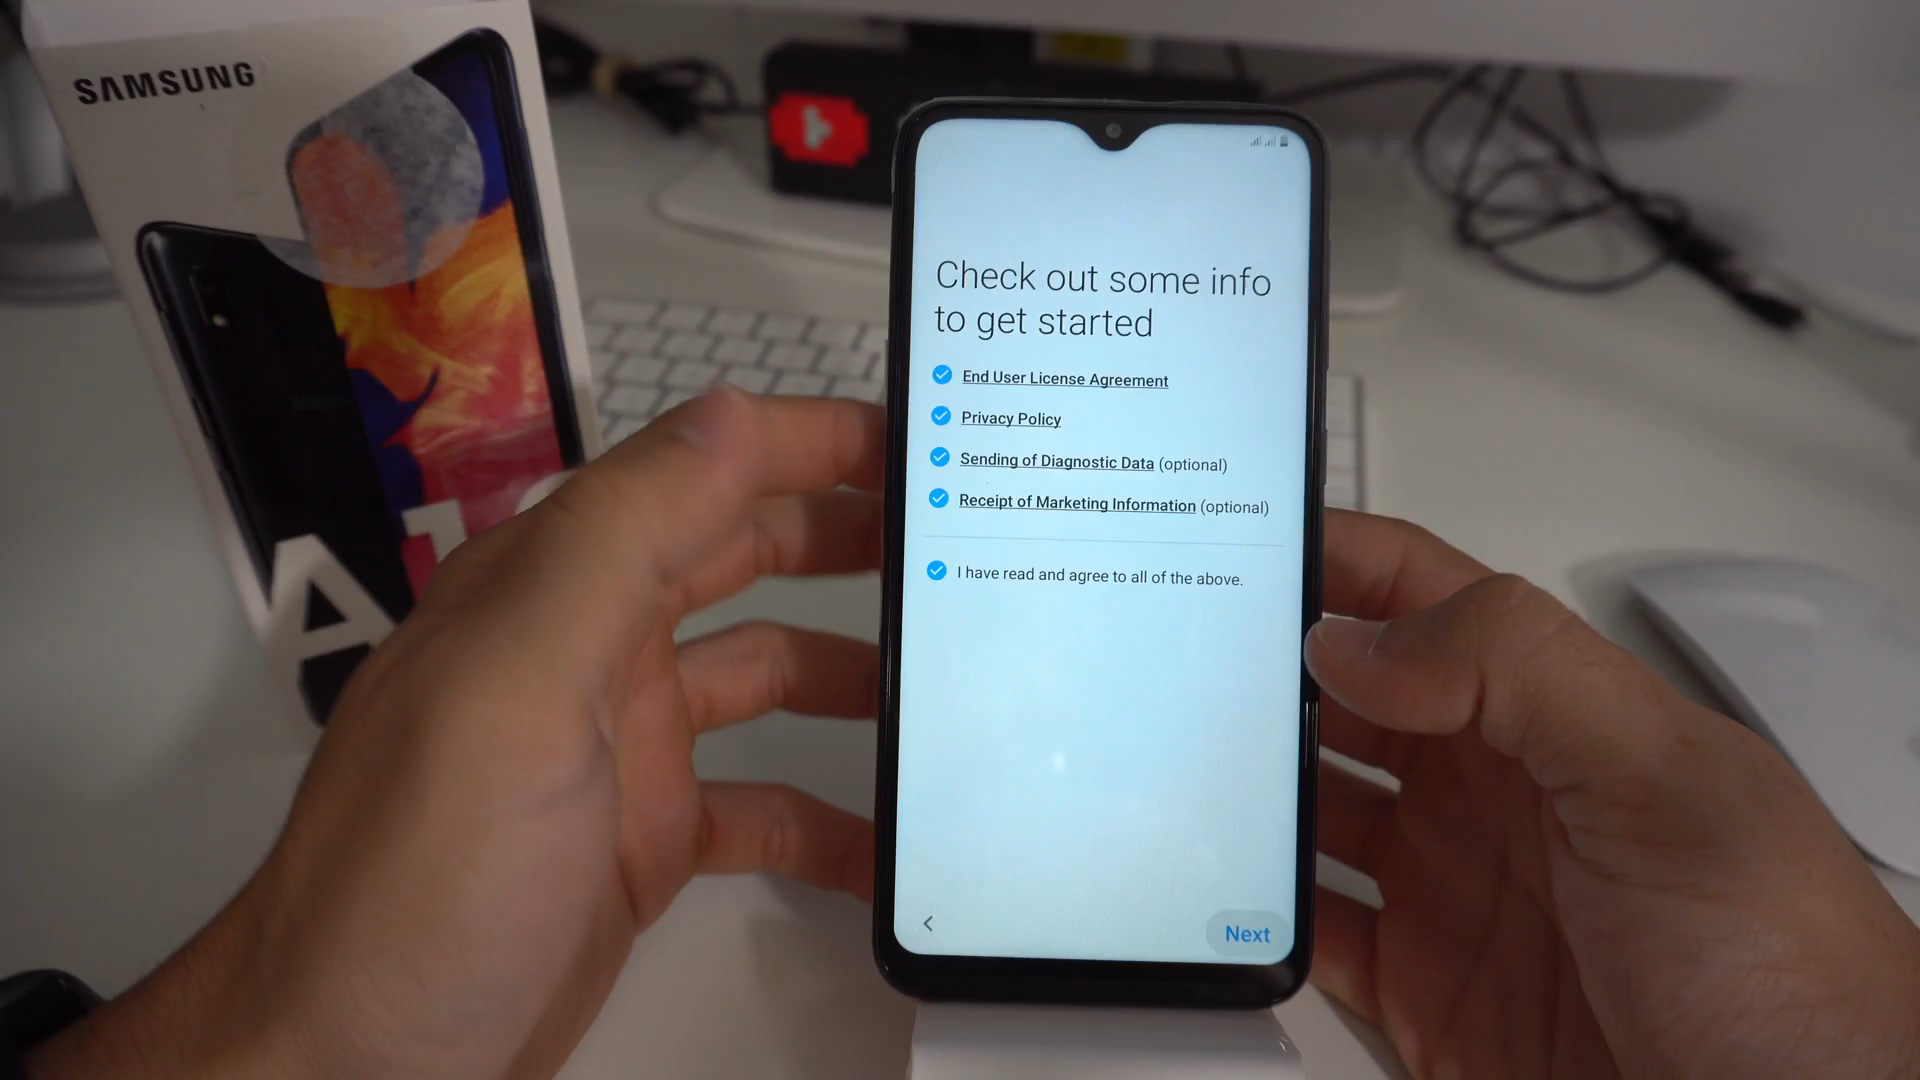 SAMSUNG
A10
Check out some info
to get started
End User License Agreement
Privacy Policy
Sending of Diagnostic Data (optional)
Receipt of Marketing Information (optional)
I have read and agree to all of the above.
Next